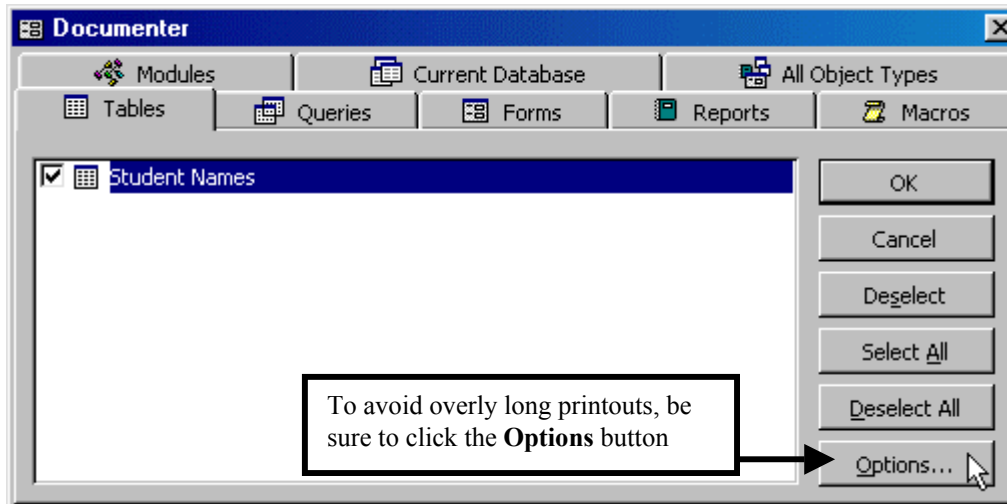 Documenter
Modules
Current Database
All Object Types
Tables
Queries
Forms
Reports
Macros
Student Names
OK
Cancel
Deselect
Select All
Deselect All
Options...
To avoid overly long printouts, be
sure to click the Options button